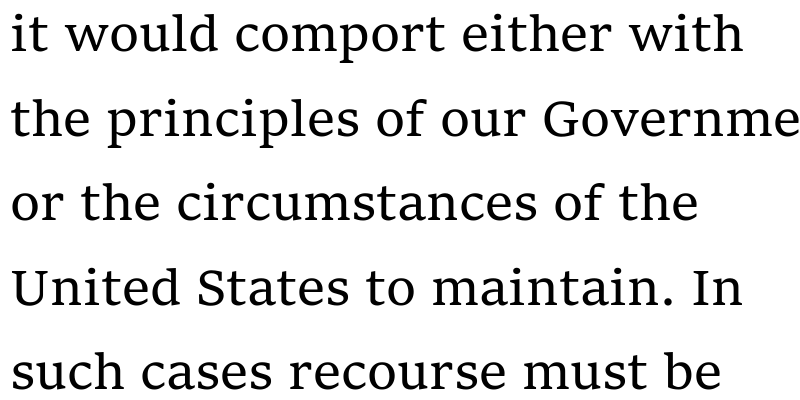 it would comport either with
the principles of our Governme
or the circumstances of the
United States to maintain. In
such cases recourse must be